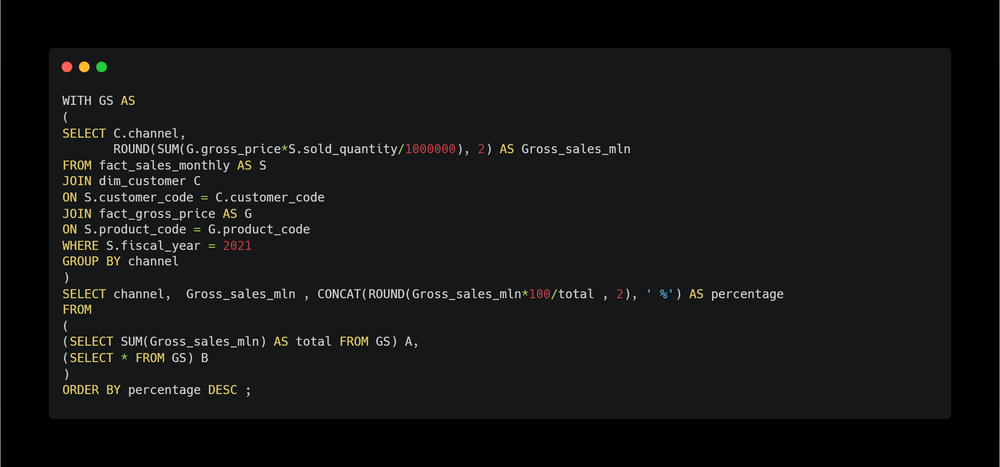 WITH GS AS
(
SELECT C.channel,
       ROUND(SUM(G.gross_price*S.sold_quantity/1000000), 2) AS Gross_sales_mln
FROM fact_sales_monthly AS S
JOIN dim_customer C
ON S.customer_code = C.customer_code
JOIN fact_gross_price AS G
ON S.product_code = G.product_code
WHERE S.fiscal_year = 2021
GROUP BY channel
)
SELECT channel,  Gross_sales_mln , CONCAT(ROUND(Gross_sales_mln*100/total , 2), ' %') AS percentage
FROM
(
(SELECT SUM(Gross_sales_mln) AS total FROM GS) A,
(SELECT * FROM GS) B
)
ORDER BY percentage DESC ;